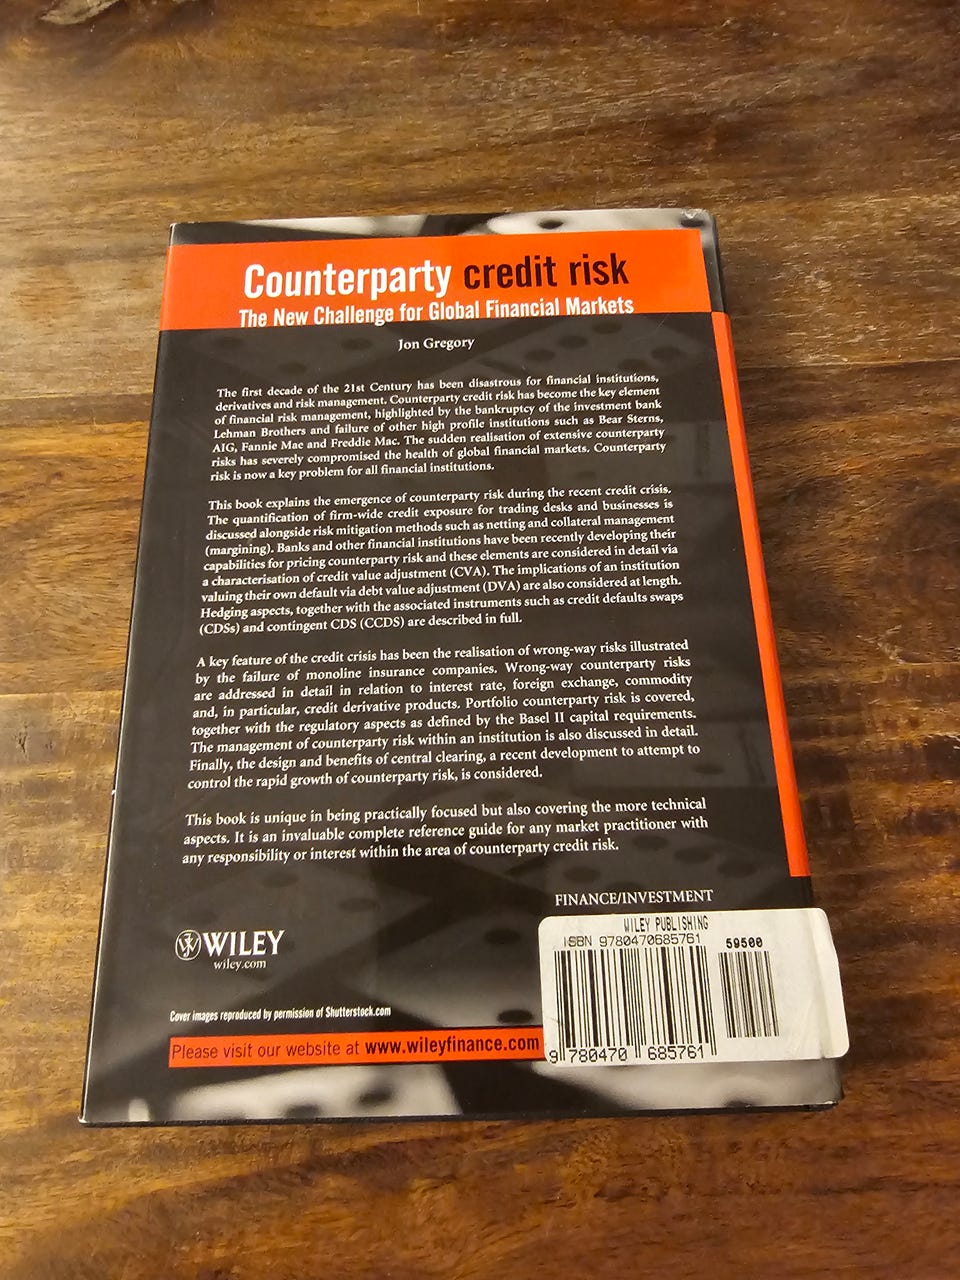 Counterparty credit risk
The New Challenge for Global Financial Markets
Jon Gregory
The first decade of the 21st Century has been disastrous for financial institutions,
derivatives and risk management. Counterparty credit risk has become the key element
of financial risk management, highlighted by the bankruptcy of the investment bank
Lehman Brothers and failure of other high profile institutions such as Bear Sterns,
AIG, Fannie Mae and Freddie Mac. The sudden realisation of extensive counterparty
risks has severely compromised the health of global financial markets. Counterparty
risk is now a key problem for all financial institutions.
This book explains the emergence of counterparty risk during the recent credit crisis.
The quantification of firm-wide credit exposure for trading desks and businesses is
discussed alongside risk mitigation methods such as netting and collateral management
(margining). Banks and other financial institutions have been recently developing their
capabilities for pricing counterparty risk and these elements are considered in detail via
a characterisation of credit value adjustment (CVA). The implications of an institution
valuing their own default via debt value adjustment (DVA) are also considered at length.
Hedging aspects, together with the associated instruments such as credit defaults swaps
(CDSs) and contingent CDS (CCDS) are described in full.
A key feature of the credit crisis has been the realisation of wrong-way risks illustrated
by the failure of monoline insurance companies. Wrong-way counterparty risks
are addressed in detail in relation to interest rate, foreign exchange, commodity
and, in particular, credit derivative products. Portfolio counterparty risk is covered,
together with the regulatory aspects as defined by the Basel II capital requirements.
The management of counterparty risk within an institution is also discussed in detail.
Finally, the design and benefits of central clearing, a recent development to attempt to
control the rapid growth of counterparty risk, is considered.
This book is unique in being practically focused but also covering the more technical
aspects. It is an invaluable complete reference guide for any market practitioner with
any responsibility or interest within the area of counterparty credit risk.
FINANCE/INVESTMENT
WILEY
wiley.com
Cover images reproduced by permission of Shutterstock.com
Please visit our website at www.wileyfinance.com
WILEY PUBLISHING
ISBN 9780470685761
59500
9 780470 685761